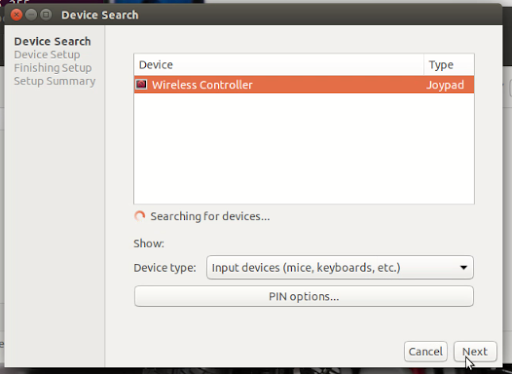 Device Search
Device Search
Device Setup
Finishing Setup
Setup Summary
Device Type
Wireless Controller Joypad
Searching for devices...
Show:
Device type: Input devices (mice, keyboards, etc.)
PIN options...
Cancel Next